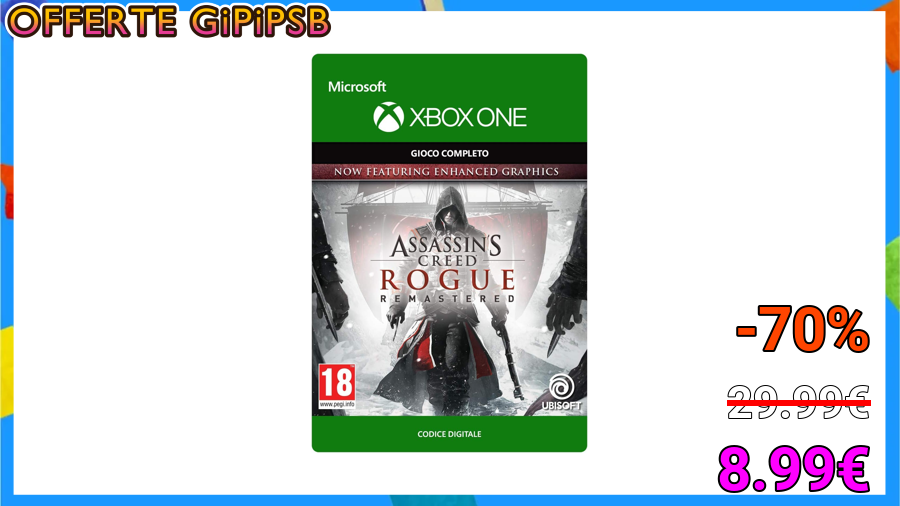 OFFERTE GiPiPSB
Microsoft
XBOX ONE
GIOCO COMPLETO
NOW FEATURING ENHANCED GRAPHICS
ASSASSIN'S
CREED
ROGUE
REMASTERED
18
www.pegi.info
UBISOFT
CODICE DIGITALE
-70%
29.99€
8.99€